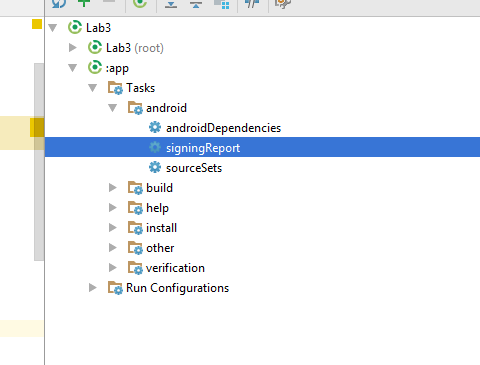 Lab3
Lab3 (root)
:app
Tasks
android
androidDependencies
signingReport
sourceSets
build
help
install
other
verification
Run Configurations